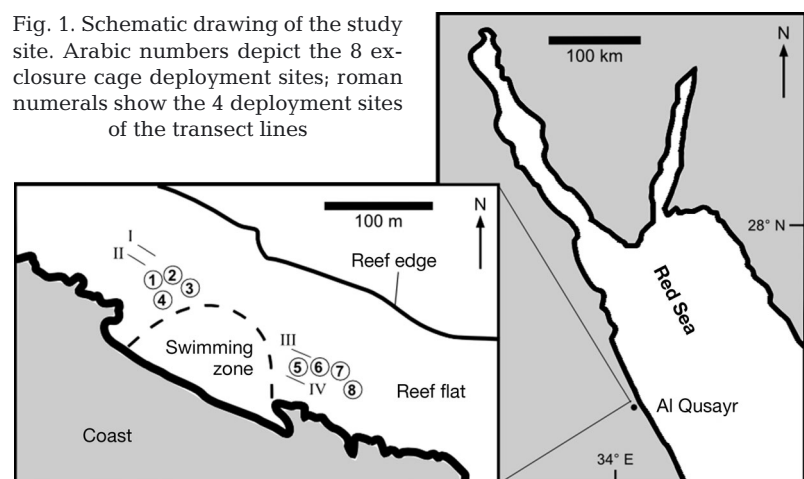 Fig. 1. Schematic drawing of the study
site. Arabic numbers depict the 8 ex-
closure cage deployment sites; roman
numerals show the 4 deployment sites
of the transect lines
N
100 km
28° N
Red Sea
Al Qusayr
34° E
100 m
N
Reef edge
I
II
1
2
3
4
Swimming
zone
III
5
6
7
8
IV
Reef flat
Coast